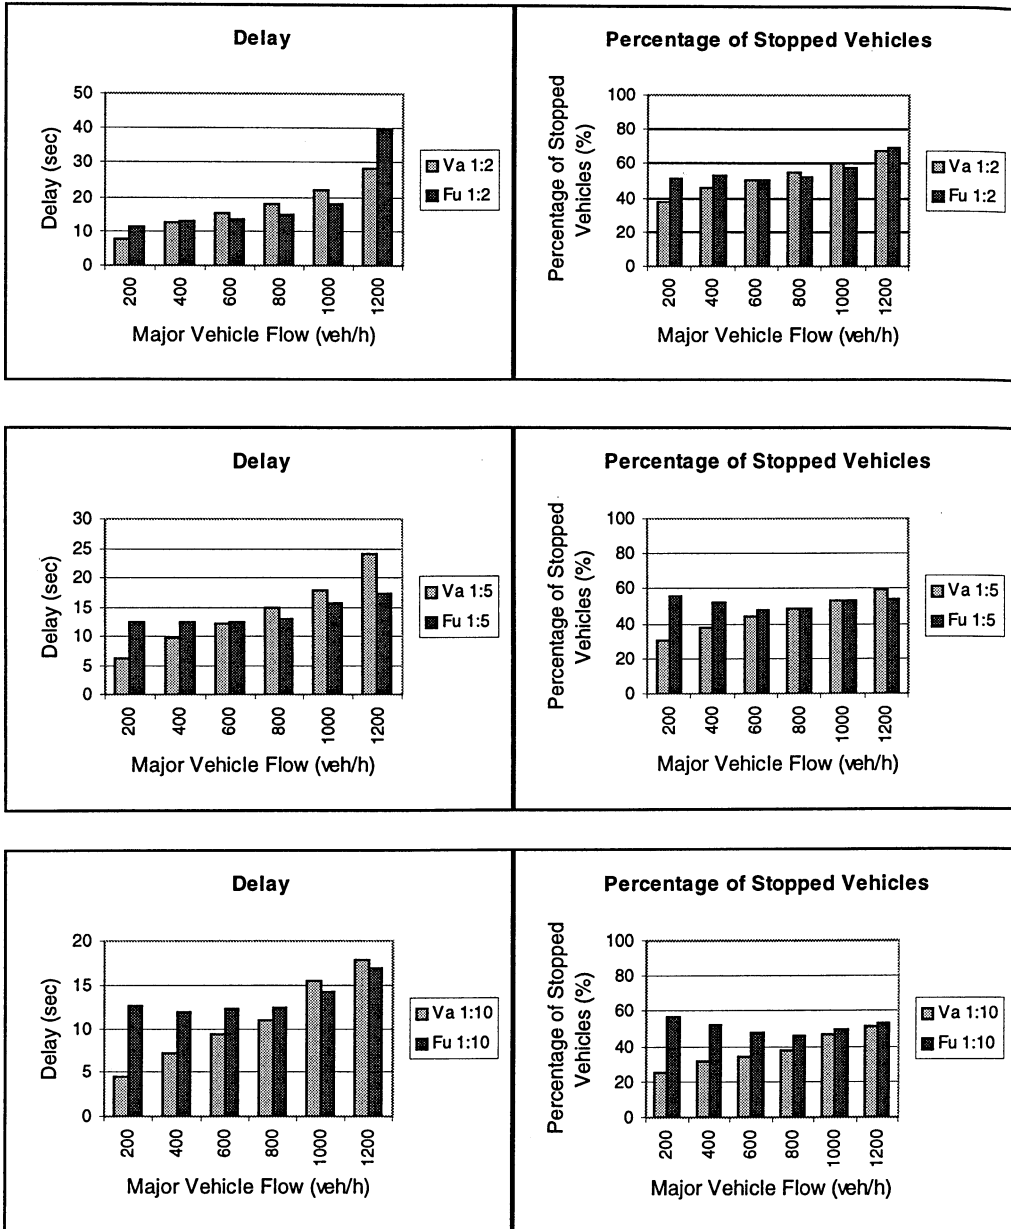 Delay
Delay (sec)
50
40
30
20
10
0
200 400 600 800 1000 1200
Major Vehicle Flow (veh/h)
Va 1:2
Fu 1:2
Percentage of Stopped Vehicles
Percentage of Stopped
Vehicles (%)
100
80
60
40
20
0
200 400 600 800 1000 1200
Major Vehicle Flow (veh/h)
Va 1:2
Fu 1:2
Delay
Delay (sec)
30
25
20
15
10
5
0
200 400 600 800 1000 1200
Major Vehicle Flow (veh/h)
Va 1:5
Fu 1:5
Percentage of Stopped Vehicles
Percentage of Stopped
Vehicles (%)
100
80
60
40
20
0
200 400 600 800 1000 1200
Major Vehicle Flow (veh/h)
Va 1:5
Fu 1:5
Delay
Delay (sec)
20
15
10
5
0
200 400 600 800 1000 1200
Major Vehicle Flow (veh/h)
Va 1:10
Fu 1:10
Percentage of Stopped Vehicles
Percentage of Stopped
Vehicles (%)
100
80
60
40
20
0
200 400 600 800 1000 1200
Major Vehicle Flow (veh/h)
Va 1:10
Fu 1:10